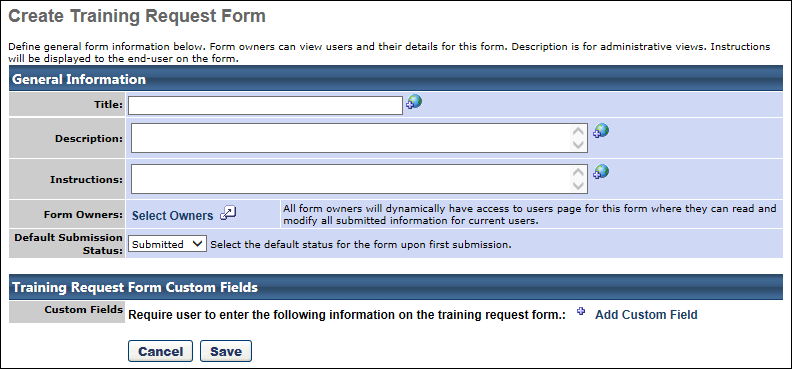 Create Training Request Form
Define general form information below. Form owners can view users and their details for this form. Description is for administrative views. Instructions
will be displayed to the end-user on the form.
General Information
Title:
Description:
Instructions:
Form Owners: Select Owners All form owners will dynamically have access to users page for this form where they can read and
modify all submitted information for current users.
Default Submission
Status: Submitted Select the default status for the form upon first submission.
Training Request Form Custom Fields
Custom Fields Require user to enter the following information on the training request form.: Add Custom Field
Cancel Save